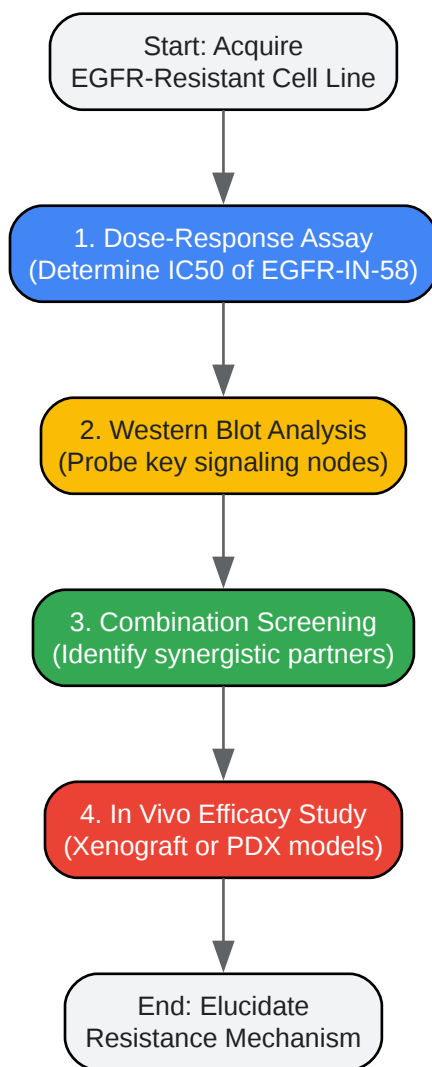 Start: Acquire
EGFR-Resistant Cell Line
1. Dose-Response Assay
(Determine IC50 of EGFR-IN-58)
2. Western Blot Analysis
(Probe key signaling nodes)
3. Combination Screening
(Identify synergistic partners)
4. In Vivo Efficacy Study
(Xenograft or PDX models)
End: Elucidate
Resistance Mechanism